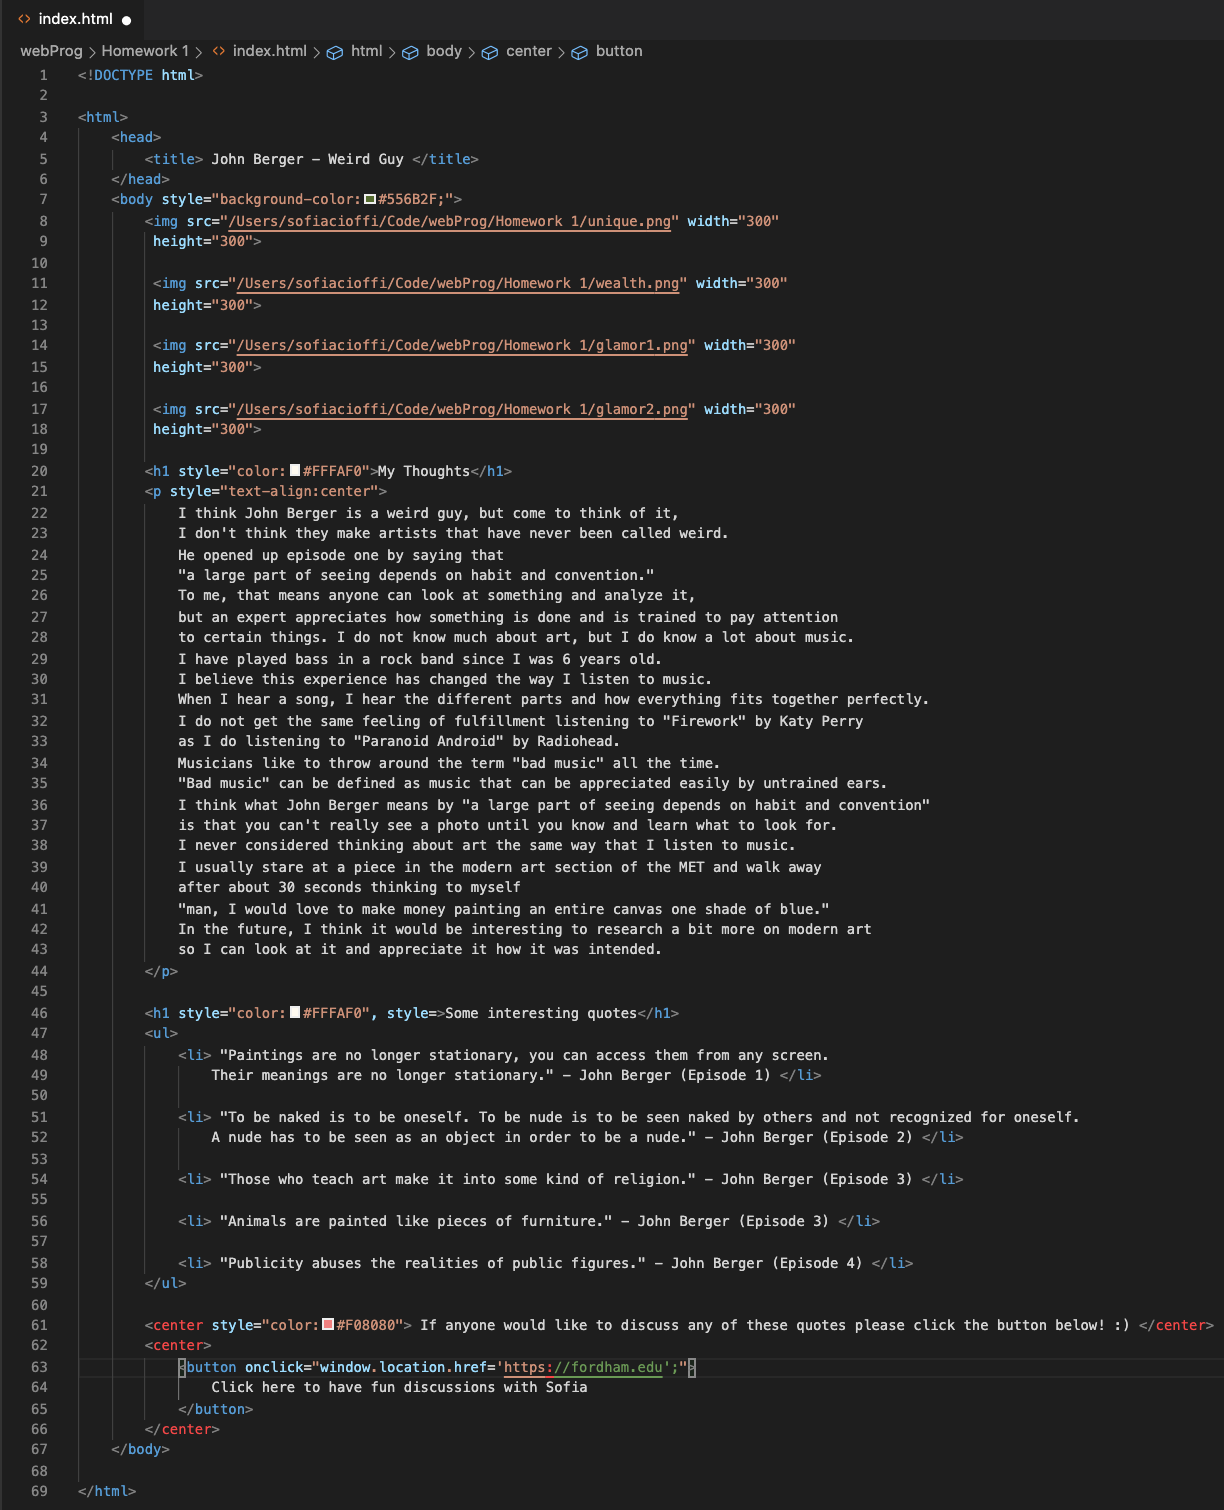 index.html
webProg > Homework 1 > index.html > html > body > center > button
1 <!DOCTYPE html>
2
3 <html>
4 <head>
5 <title> John Berger - Weird Guy </title>
6 </head>
7 <body style="background-color:#556B2F;">
8 <img src="/Users/sofiacioffi/Code/webProg/Homework 1/unique.png" width="300"
9 height="300">
10
11 <img src="/Users/sofiacioffi/Code/webProg/Homework 1/wealth.png" width="300"
12 height="300">
13
14 <img src="/Users/sofiacioffi/Code/webProg/Homework 1/glamor1.png" width="300"
15 height="300">
16
17 <img src="/Users/sofiacioffi/Code/webProg/Homework 1/glamor2.png" width="300"
18 height="300">
19
20 <h1 style="color:#FFFAF0">My Thoughts</h1>
21 <p style="text-align:center">
22 I think John Berger is a weird guy, but come to think of it,
23 I don't think they make artists that have never been called weird.
24 He opened up episode one by saying that
25 "a large part of seeing depends on habit and convention."
26 To me, that means anyone can look at something and analyze it,
27 but an expert appreciates how something is done and is trained to pay attention
28 to certain things. I do not know much about art, but I do know a lot about music.
29 I have played bass in a rock band since I was 6 years old.
30 I believe this experience has changed the way I listen to music.
31 When I hear a song, I hear the different parts and how everything fits together perfectly.
32 I do not get the same feeling of fulfillment listening to "Firework" by Katy Perry
33 as I do listening to "Paranoid Android" by Radiohead.
34 Musicians like to throw around the term "bad music" all the time.
35 "Bad music" can be defined as music that can be appreciated easily by untrained ears.
36 I think what John Berger means by "a large part of seeing depends on habit and convention"
37 is that you can't really see a photo until you know and learn what to look for.
38 I never considered thinking about art the same way that I listen to music.
39 I usually stare at a piece in the modern art section of the MET and walk away
40 after about 30 seconds thinking to myself
41 "man, I would love to make money painting an entire canvas one shade of blue."
42 In the future, I think it would be interesting to research a bit more on modern art
43 so I can look at it and appreciate it how it was intended.
44 </p>
45
46 <h1 style="color:#FFFAF0", style=>Some interesting quotes</h1>
47 <ul>
48 <li> "Paintings are no longer stationary, you can access them from any screen.
49 Their meanings are no longer stationary." - John Berger (Episode 1) </li>
50
51 <li> "To be naked is to be oneself. To be nude is to be seen naked by others and not recognized for oneself.
52 A nude has to be seen as an object in order to be a nude." - John Berger (Episode 2) </li>
53
54 <li> "Those who teach art make it into some kind of religion." - John Berger (Episode 3) </li>
55
56 <li> "Animals are painted like pieces of furniture." - John Berger (Episode 3) </li>
57
58 <li> "Publicity abuses the realities of public figures." - John Berger (Episode 4) </li>
59 </ul>
60
61 <center style="color:#F08080"> If anyone would like to discuss any of these quotes please click the button below! :) </center>
62 <center>
63 <button onclick="window.location.href='https://fordham.edu';">
64 Click here to have fun discussions with Sofia
65 </button>
66 </center>
67 </body>
68
69 </html>